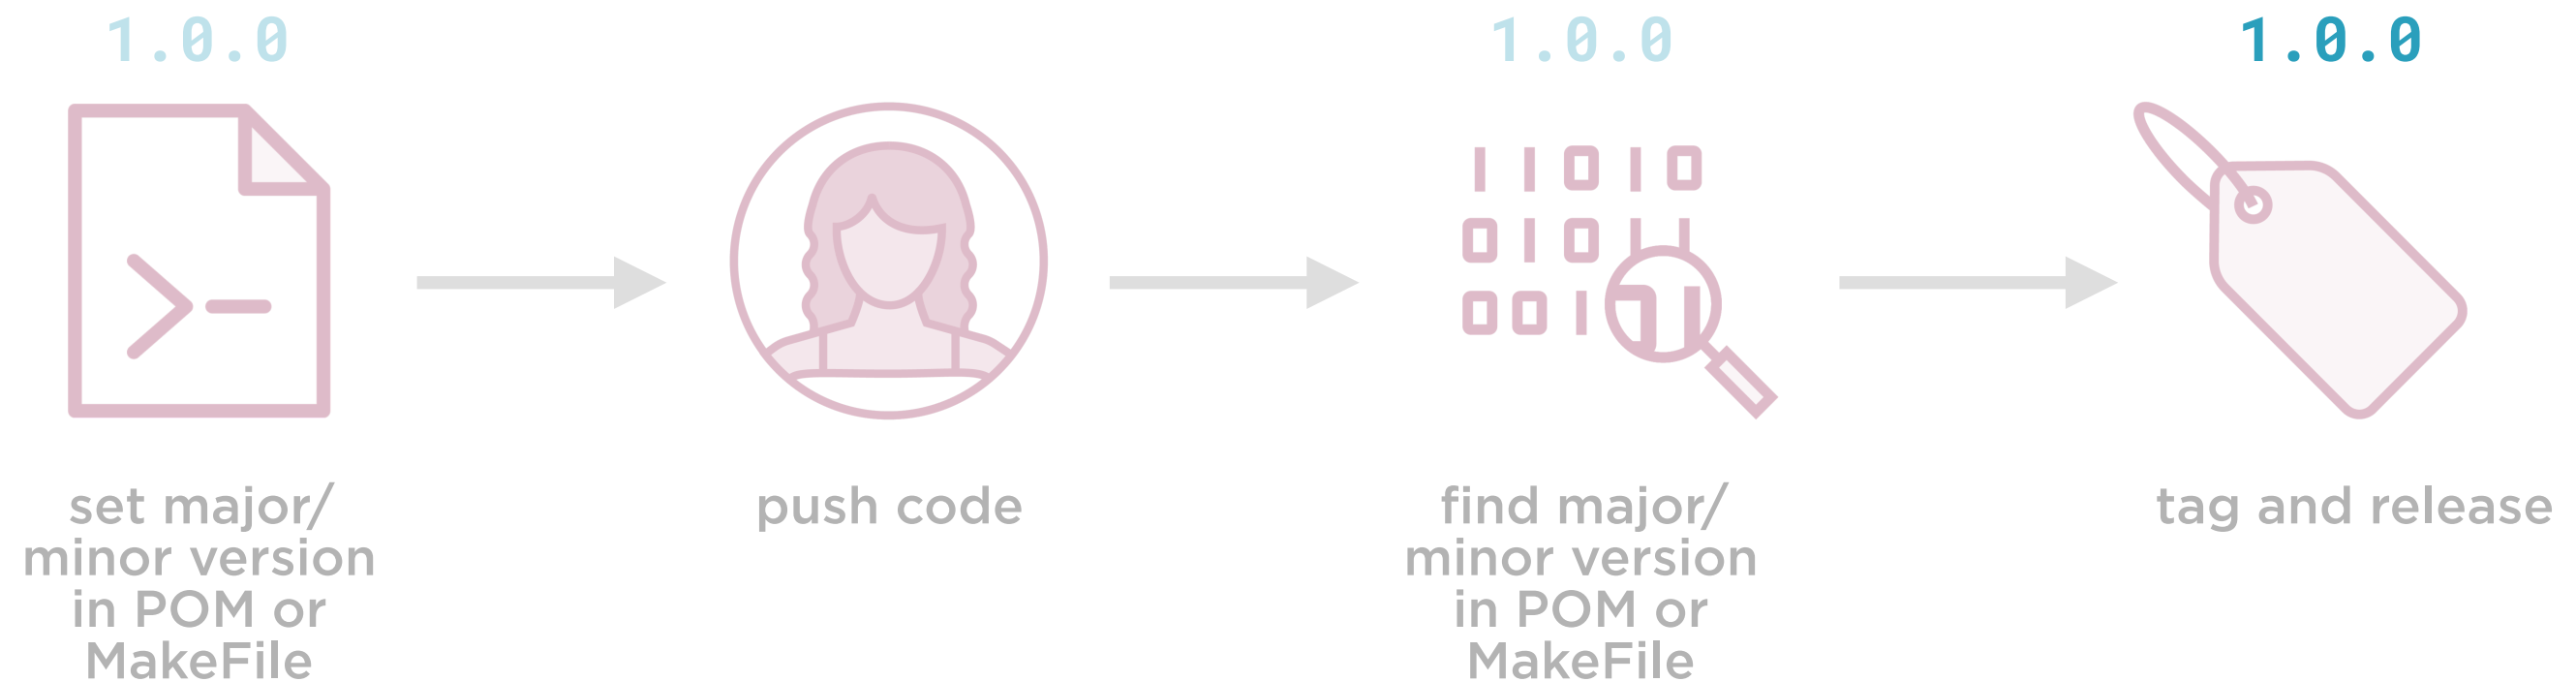 1.0.0
1.0.0
1.0.0
set major/
minor version
in POM or
MakeFile
push code
find major/
minor version
in POM or
MakeFile
tag and release